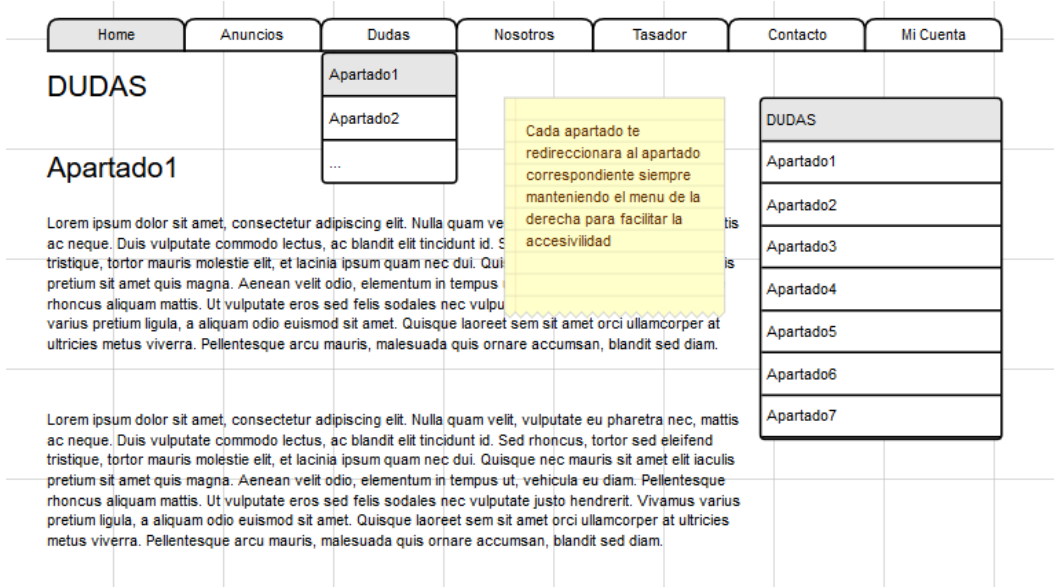 Home Anuncios Dudas Nosotros Tasador Contacto Mi Cuenta
DUDAS
Apartado1
Apartado2
...
Apartado1
Cada apartado te
redireccionara al apartado
correspondiente siempre
manteniendo el menu de la
derecha para facilitar la
accesivilidad
DUDAS
Apartado1
Apartado2
Apartado3
Apartado4
Apartado5
Apartado6
Apartado7
Lorem ipsum dolor sit amet, consectetur adipiscing elit. Nulla quam
ac neque. Duis vulputate commodo lectus, ac blandit elit tincidunt id.
tristique, tortor mauris molestie elit, et lacinia ipsum quam nec dui.
pretium sit amet quis magna. Aenean velit odio, elementum in tempus
rhoncus aliquam mattis. Ut vulputate eros sed felis sodales nec
varius pretium ligula, a aliquam odio euismod sit amet. Quisque laoreet sem sit amet orci ullamcorper at
ultricies metus viverra. Pellentesque arcu mauris, malesuada quis ornare accumsan, blandit sed diam.
Lorem ipsum dolor sit amet, consectetur adipiscing elit. Nulla quam velit, vulputate eu pharetra nec, mattis
ac neque. Duis vulputate commodo lectus, ac blandit elit tincidunt id. Sed rhoncus, tortor sed eleifend
tristique, tortor mauris molestie elit, et lacinia ipsum quam nec dui. Quisque nec mauris sit amet elit iaculis
pretium sit amet quis magna. Aenean velit odio, elementum in tempus ut, vehicula eu diam. Pellentesque
rhoncus aliquam mattis. Ut vulputate eros sed felis sodales nec vulputate justo hendrerit. Vivamus varius
pretium ligula, a aliquam odio euismod sit amet. Quisque laoreet sem sit amet orci ullamcorper at ultricies
metus viverra. Pellentesque arcu mauris, malesuada quis ornare accumsan, blandit sed diam.